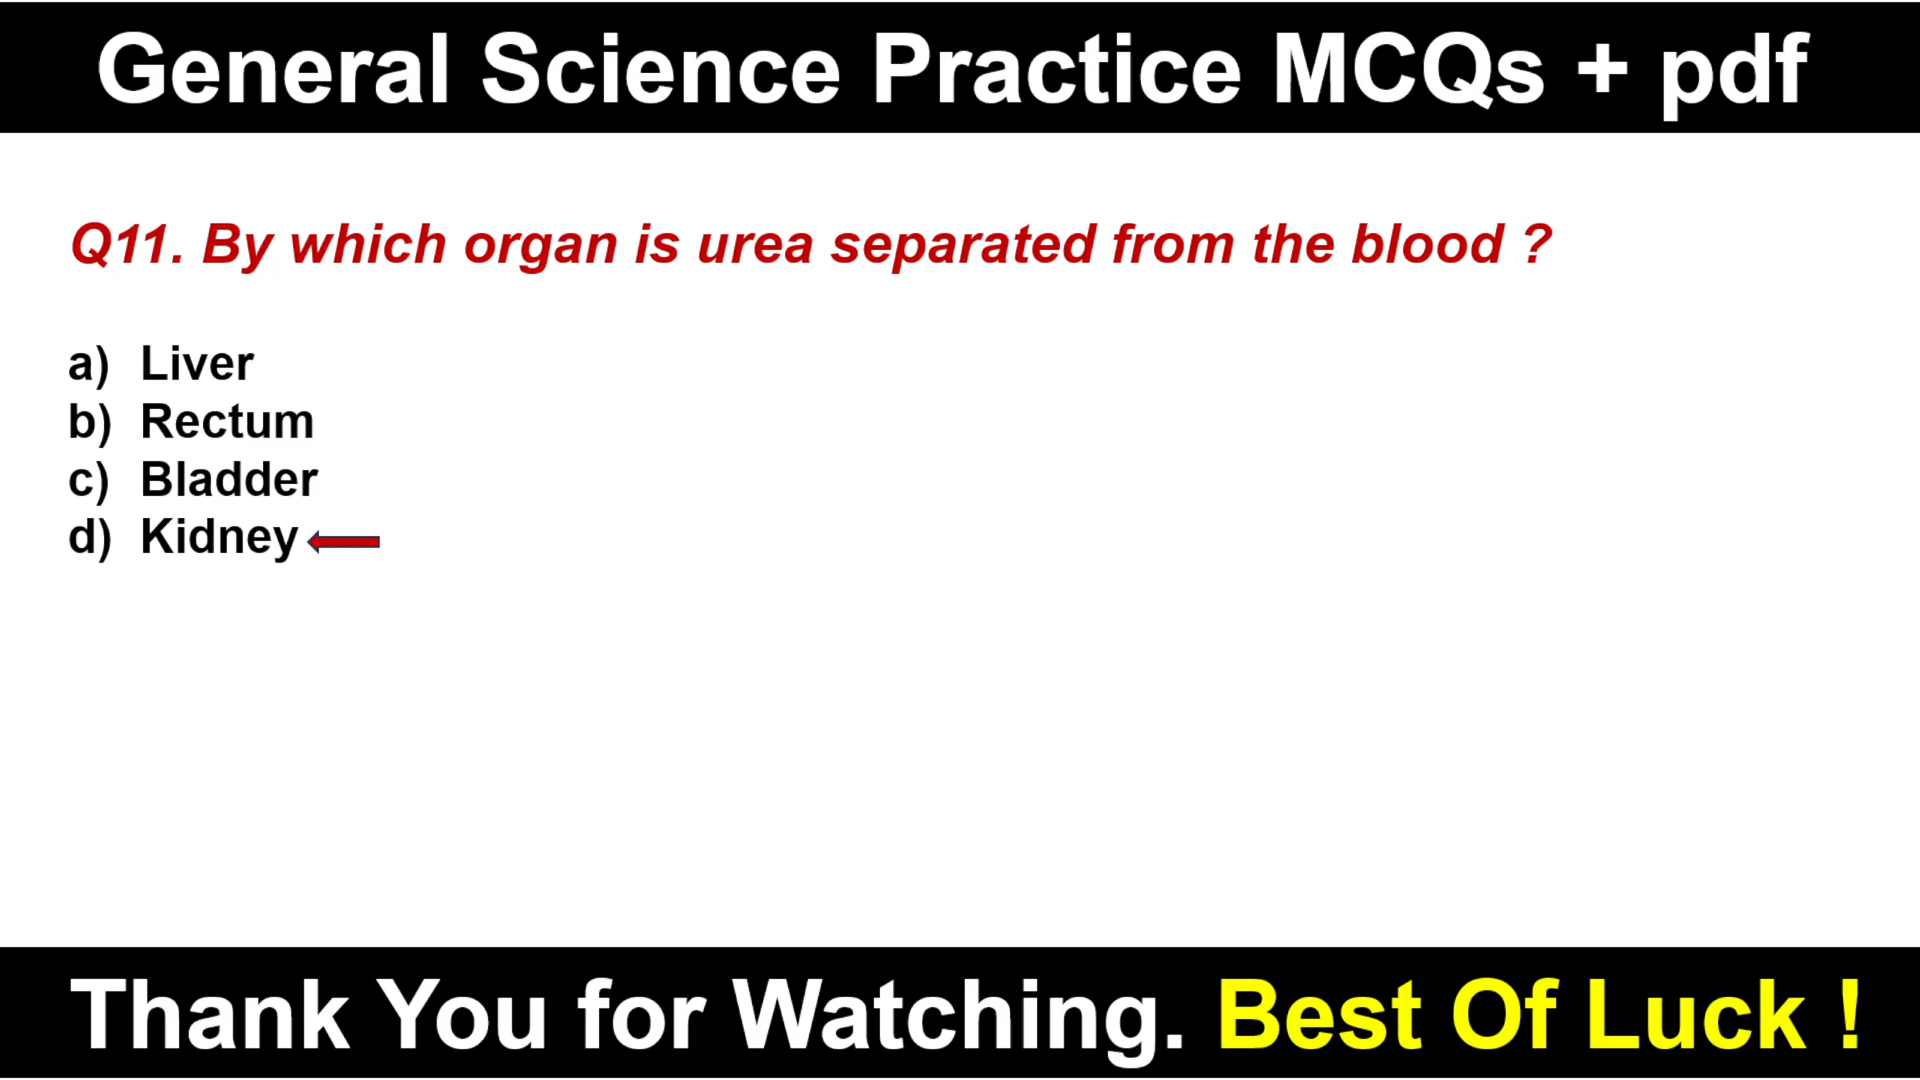 General Science Practice MCQs + pdf
Q11. By which organ is urea separated from the blood ?
a) Liver
b) Rectum
c) Bladder
d) Kidney
Thank You for Watching. Best Of Luck !